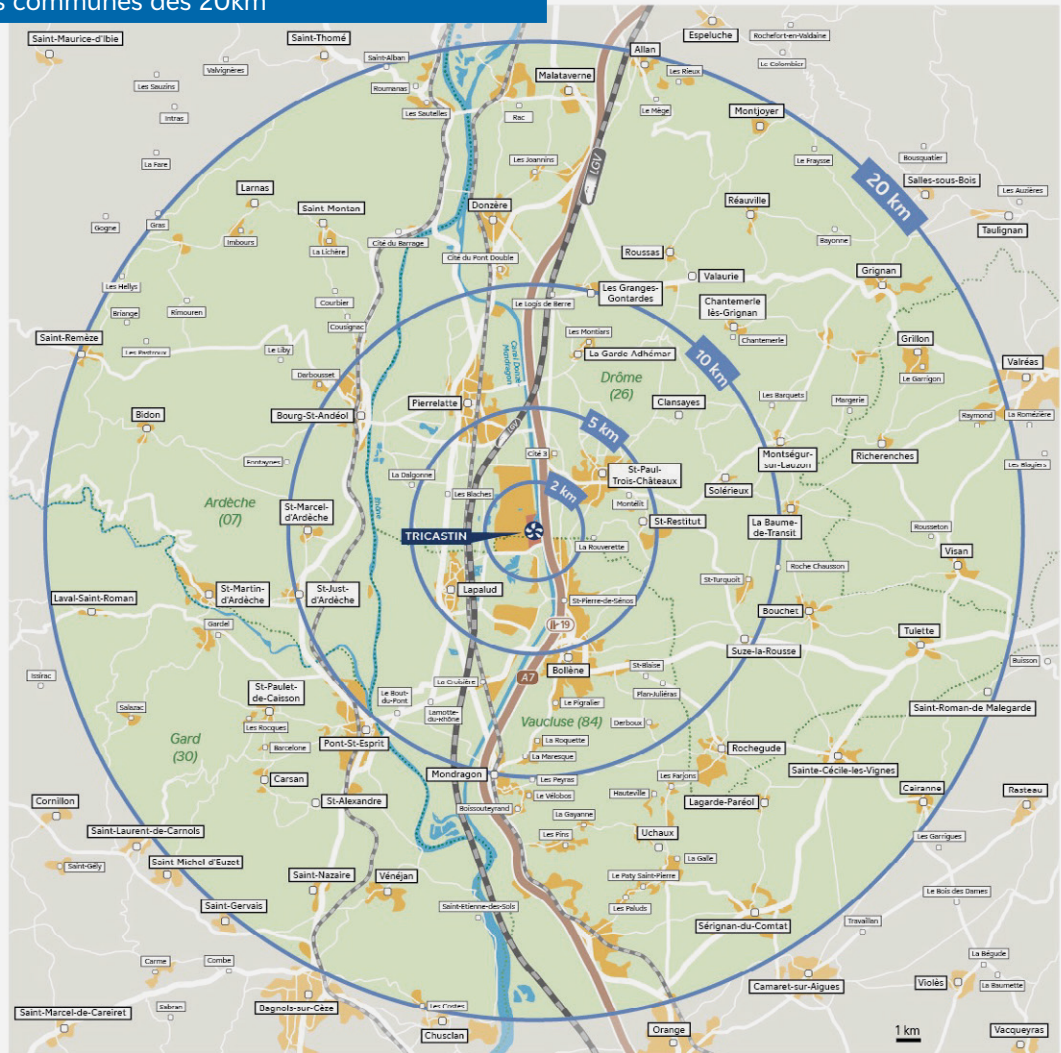 s communes des 20km
Saint-Maurice-d'Ibie
Saint-Thomé
Espeluche
Rochefort-en-Valdaine
Allan
Saint-Alban
Le Colombier
Valvignères
Les Rieux
Les Sauzins
Roumanas
Malataverne
Les Sautelles
Rac
Le Mège
Montjoyer
Intras
La Fare
Les Joannins
LGV
Le Fraysse
Bousquatier
20 km
Salles-sous-Bois
Les Auzières
Larnas
Saint Montan
Donzère
Réauville
Taulignan
Gogne
Gras
Imbours
La Lichère
Cité du Barrage
Cité du Pont Double
Roussas
Bayonne
Valaurie
Grignan
Les Hellys
Rimouren
Courbier
Les Granges-
Gontardes
Le Logis de Berre
Chantemerle
lès-Grignan
Briange
Cousignac
Les Montiars
Chantemerle
Saint-Remèze
Le Liby
La Garde Adhémar
10 km
Grillon
Le Garrigon
Valréas
Darbousset
Canal Donzère
Mondragon
Drôme
(26)
Bidon
Bourg-St-Andéol
Pierrelatte
Clansayes
Les Barquets
Margerie
Raymond
La Romézière
5 km
LGV
Cité 3
Montségur-
sur-Lauzon
Richerenches
Fontaynes
La Dalgonne
St-Paul-
Trois-Châteaux
Les Blaches
2 km
Solérieux
Ardèche
(07)
Rhône
Montélit
St-Marcel-
d'Ardèche
St-Restitut
La Baume-
de-Transit
TRICASTIN
Rousseton
La Rouverette
Visan
Roche Chausson
St-Turquoit
Laval-Saint-Roman
St-Martin-
d'Ardèche
St-Just-
d'Ardèche
Lapalud
St-Pierre-de-Sénos
Bouchet
Gardel
19
Tulette
Suze-la-Rousse
Issirac
Bollène
St-Blaise
Buisson
A7
La Croisière
Plan-Juliéras
St-Paulet-
de-Caisson
Le Bout-
du-Pont
Le Pigralier
Saint-Roman-de Malegarde
Salazac
Lamotte-
du-Rhône
Vaucluse (84)
Derboux
Les Rocques
Gard
(30)
Barcelone
Pont-St-Esprit
La Roquette
Rochegude
La Maresque
Sainte-Cécile-les-Vignes
Carsan
Mondragon
Les Peyras
Les Farjons
Cornillon
St-Alexandre
Boissouteyrand
Le Vélobos
Hauteville
Lagarde-Paréol
Cairanne
Rasteau
La Gayanne
Saint-Laurent-de-Carnols
Les Pins
Uchaux
Les Garrigues
Saint-Gély
Saint Michel d'Euzet
La Galle
Saint-Nazaire
Vénéjan
Le Paty Saint-Pierre
Le Bois des Dames
Saint-Gervais
Saint-Etienne-des-Sols
Les Paluds
Sérignan-du-Comtat
Travaillan
Carme
Combe
La Bégude
Camaret-sur-Aigues
Violès
La Baumette
Sabran
Bagnols-sur-Cèze
Les Costes
Saint-Marcel-de-Careiret
Chusclan
Orange
1 km
Vacqueyras